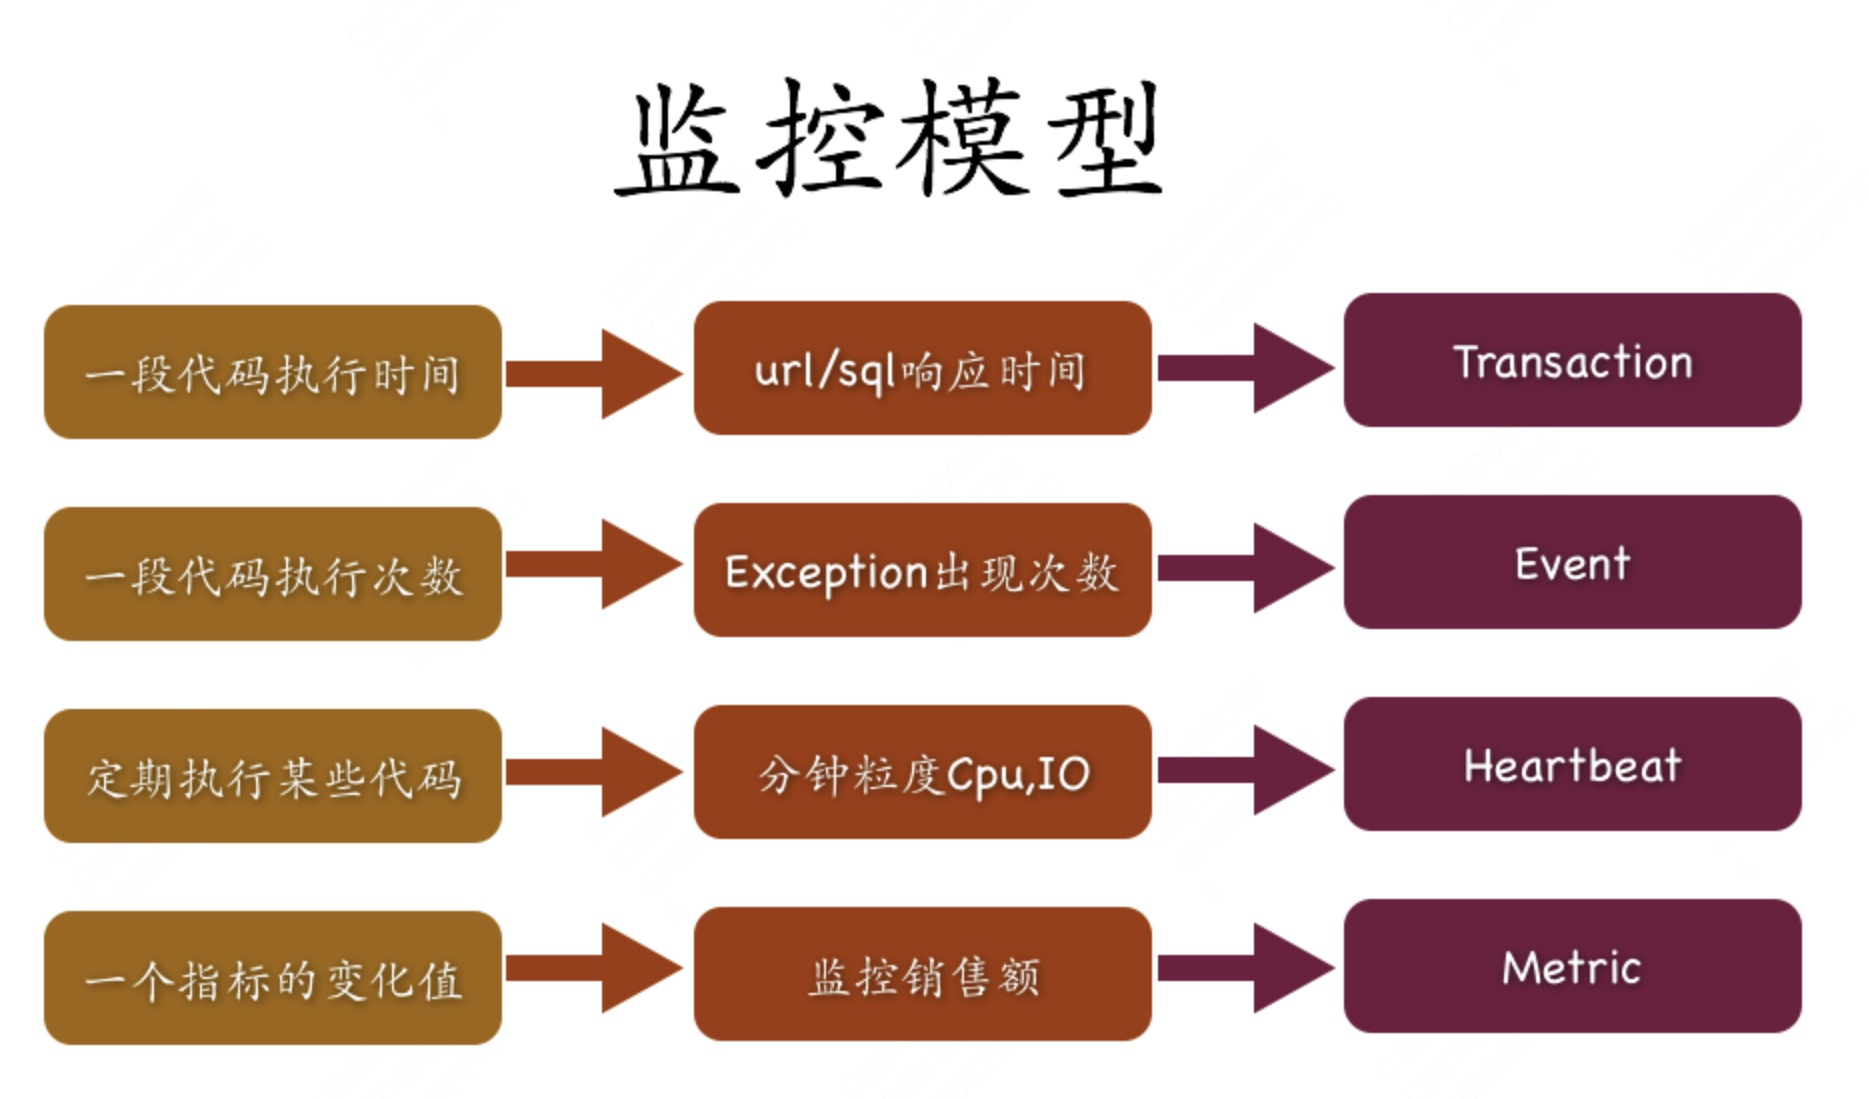 监控模型
一段代码执行时间
url/sql响应时间
Transaction
一段代码执行次数
Exception出现次数
Event
定期执行某些代码
分钟粒度Cpu,IO
Heartbeat
一个指标的变化值
监控销售额
Metric